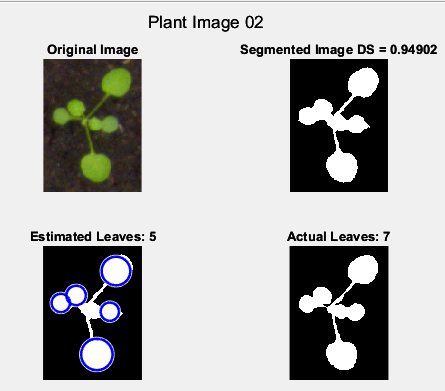 Plant Image 02
Original Image
Segmented Image DS = 0.94902
Estimated Leaves: 5
Actual Leaves: 7